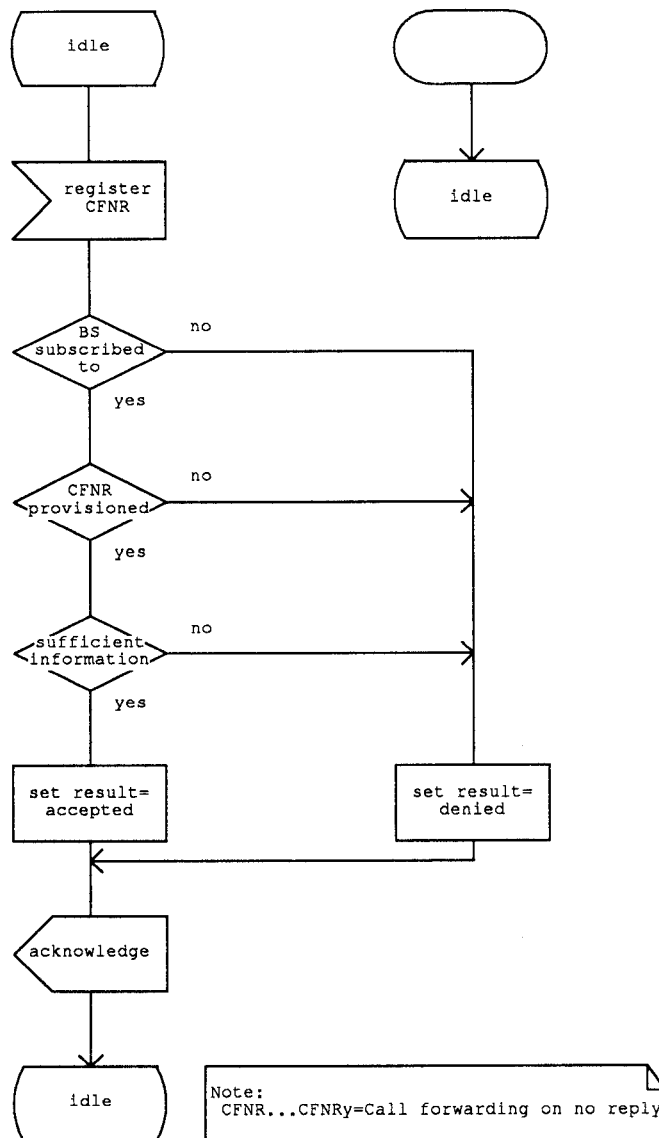 idle
idle
register
CFNR
BS
subscribed
to
no
yes
CFNR
provisioned
no
yes
sufficient
information
no
yes
set result=
accepted
set result=
denied
acknowledge
idle
Note:
CFNR...CFNRy=Call forwarding on no reply